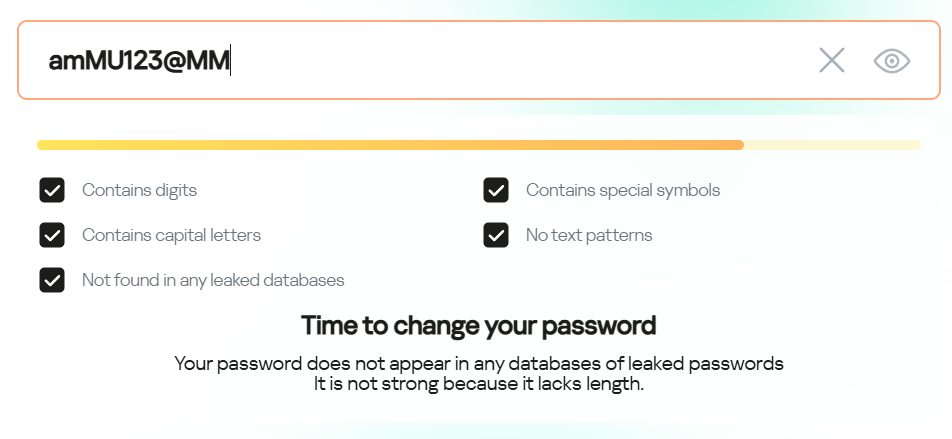 amMU123@MM
Contains digits
Contains special symbols
Contains capital letters
No text patterns
Not found in any leaked databases
Time to change your password
Your password does not appear in any databases of leaked passwords
It is not strong because it lacks length.